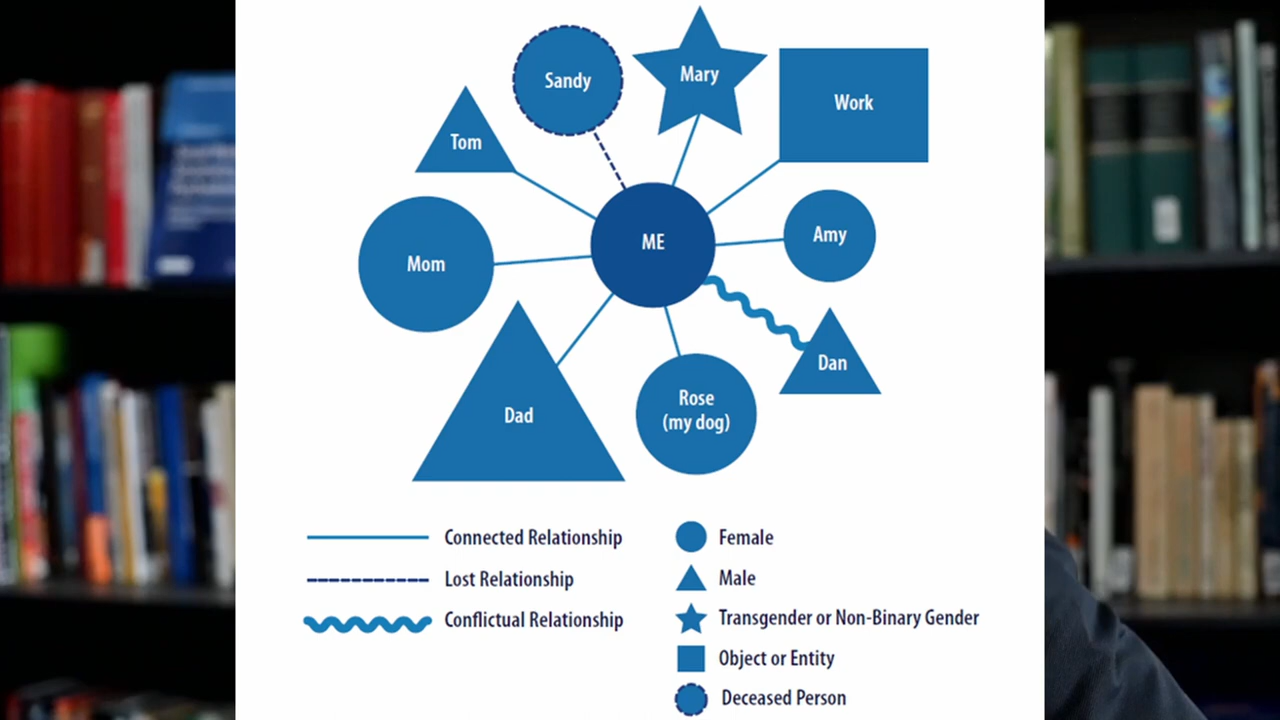 Sandy
Mary
Work
Tom
ME
Amy
Mom
Dan
Dad
Rose
(my dog)
Connected Relationship
Lost Relationship
Conflictual Relationship
Female
Male
Transgender or Non-Binary Gender
Object or Entity
Deceased Person